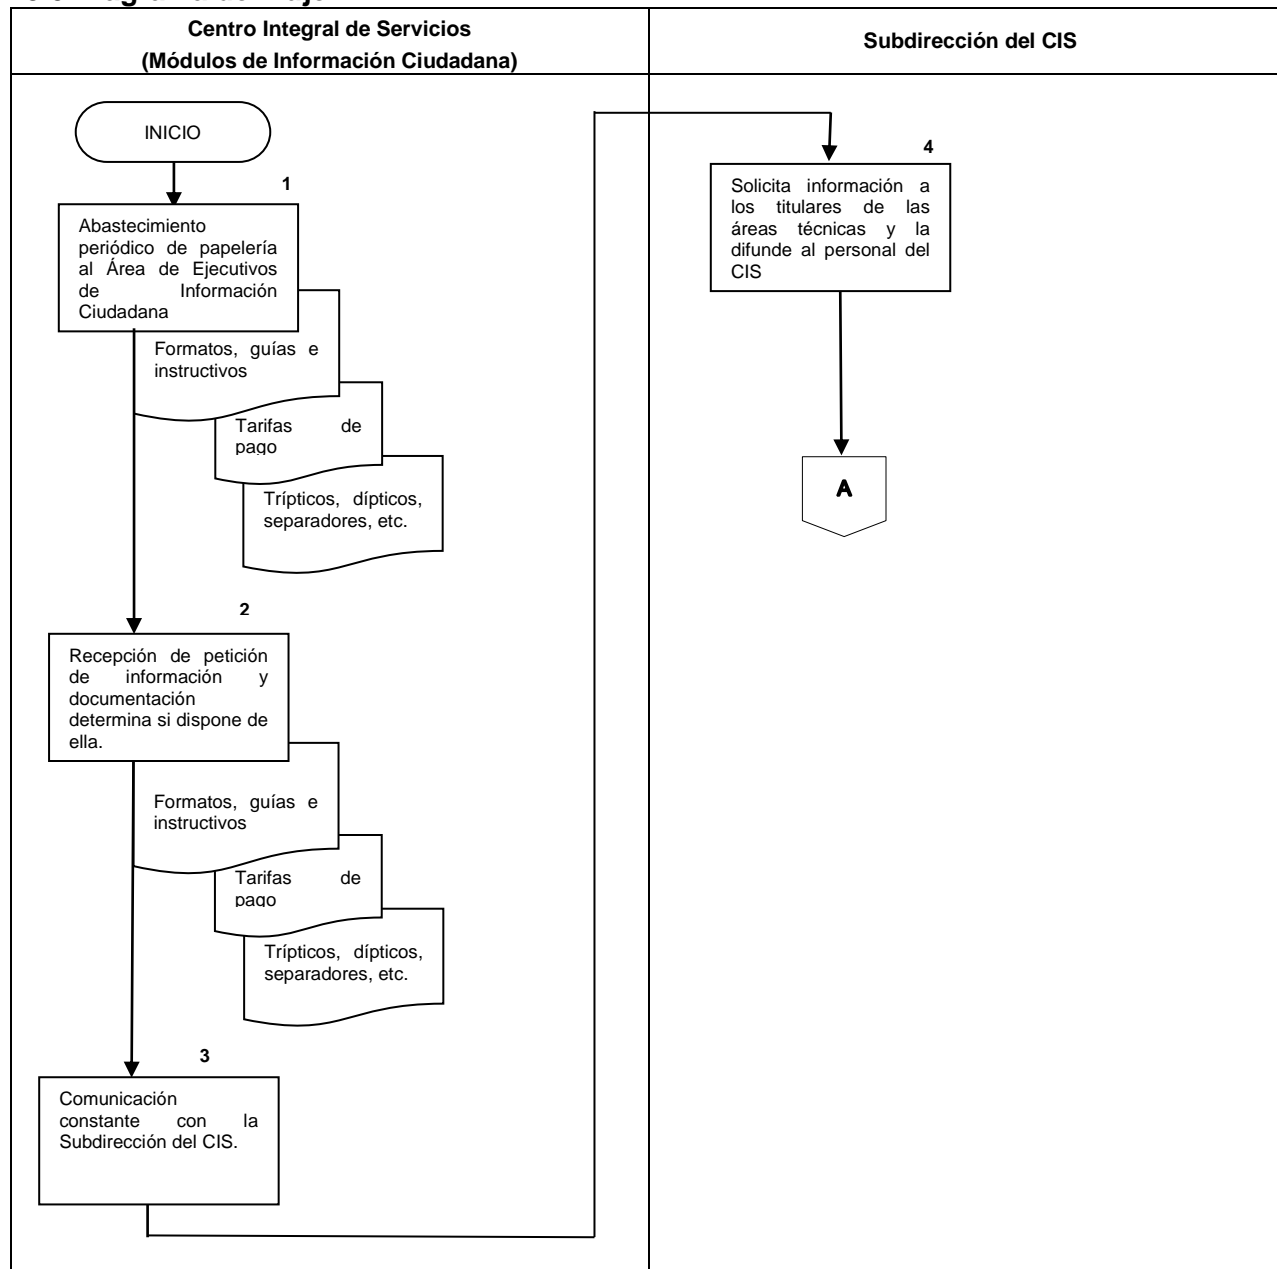 Centro Integral de Servicios
(Módulos de Información Ciudadana)
Subdirección del CIS
INICIO
1
Abastecimiento
periódico de papelería
al Área de Ejecutivos
de Información
Ciudadana
Formatos, guías e
instructivos
Tarifas de
pago
Trípticos, dípticos,
separadores, etc.
2
Recepción de petición
de información y
documentación
determina si dispone de
ella.
Formatos, guías e
instructivos
Tarifas de
pago
Trípticos, dípticos,
separadores, etc.
3
Comunicación
constante con la
Subdirección del CIS.
4
Solicita información a
los titulares de las
áreas técnicas y la
difunde al personal del
CIS
A